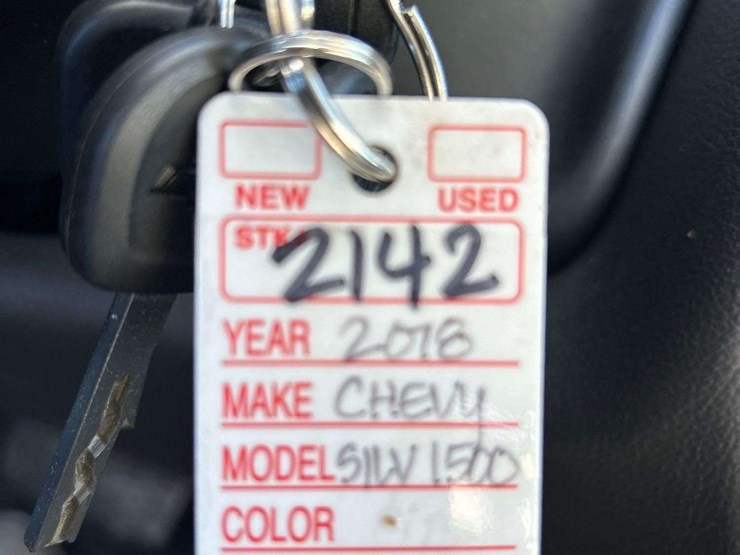 NEW USED
STK# 2142
YEAR 2018
MAKE CHEVY
MODEL SILV 1500
COLOR